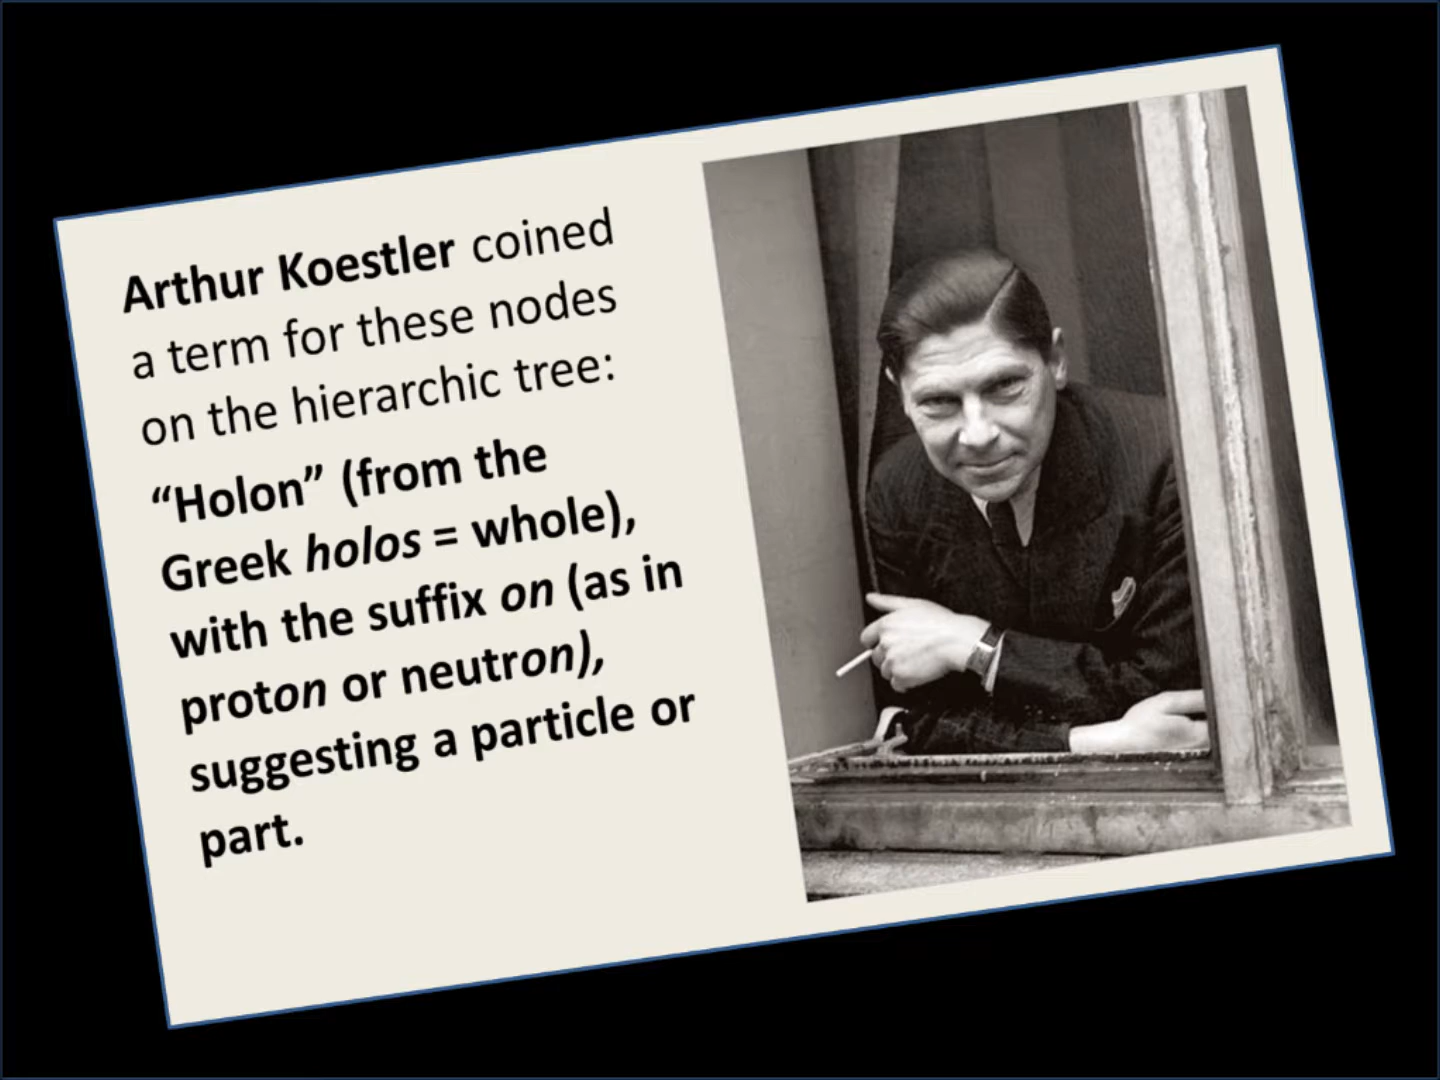 Arthur Koestler coined
a term for these nodes
on the hierarchic tree:
“Holon” (from the
Greek holos = whole),
with the suffix on (as in
proton or neutron),
suggesting a particle or
part.